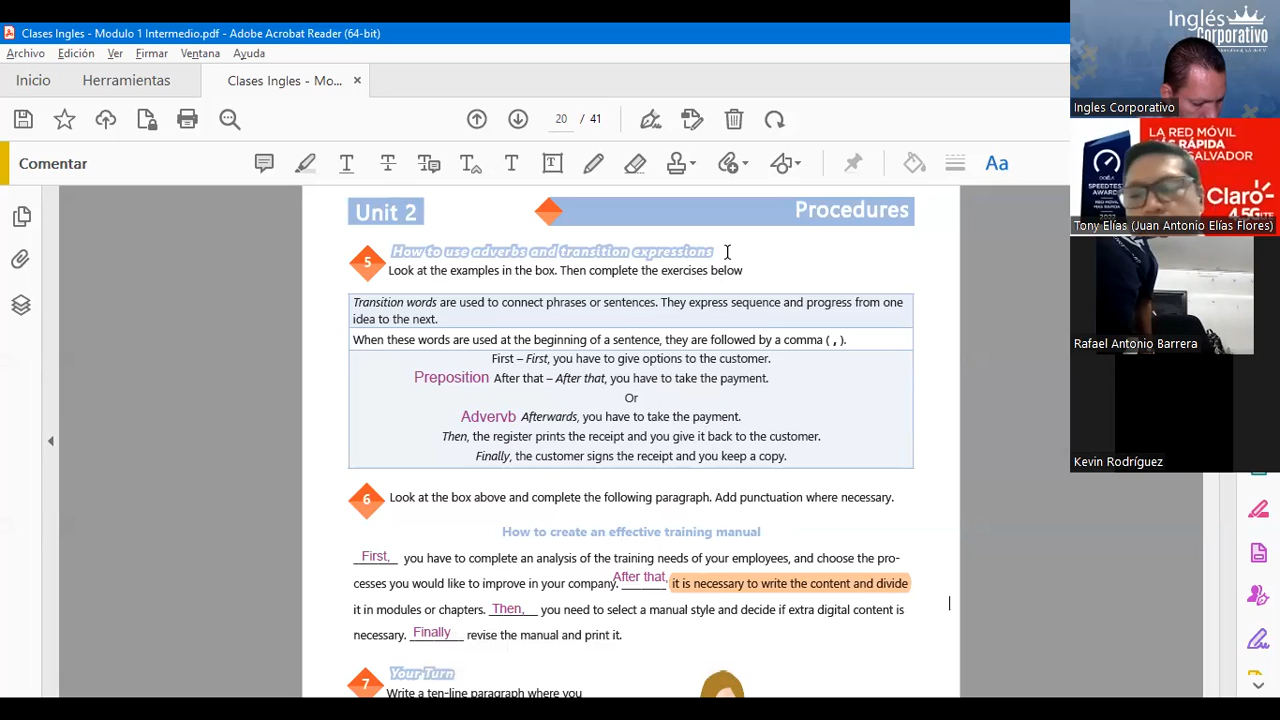 Clases Ingles - Modulo 1 Intermedio.pdf - Adobe Acrobat Reader (64-bit)
Archivo Edición Ver Firmar Ventana Ayuda
Inicio Herramientas Clases Ingles - Mo... ×
20 / 41
Comentar
Aa
Unit 2 Procedures
5 How to use adverbs and transition expressions
Look at the examples in the box. Then complete the exercises below
Transition words are used to connect phrases or sentences. They express sequence and progress from one
idea to the next.
When these words are used at the beginning of a sentence, they are followed by a comma ( , ).
First – First, you have to give options to the customer.
Preposition After that – After that, you have to take the payment.
Or
Advervb Afterwards, you have to take the payment.
Then, the register prints the receipt and you give it back to the customer.
Finally, the customer signs the receipt and you keep a copy.
6 Look at the box above and complete the following paragraph. Add punctuation where necessary.
How to create an effective training manual
First, you have to complete an analysis of the training needs of your employees, and choose the pro-
cesses you would like to improve in your company. After that, it is necessary to write the content and divide
it in modules or chapters. Then, you need to select a manual style and decide if extra digital content is
necessary. Finally revise the manual and print it.
7 Your Turn
Write a ten-line paragraph where you
Inglés
Corporativo
Ingles Corporativo
LA RED MÓVIL
MÁS RÁPIDA
SALVADOR
SPEEDTEST
AWARDS
Claro
4.5G LTE
Tony Elías (Juan Antonio Elías Flores)
Rafael Antonio Barrera
Kevin Rodríguez